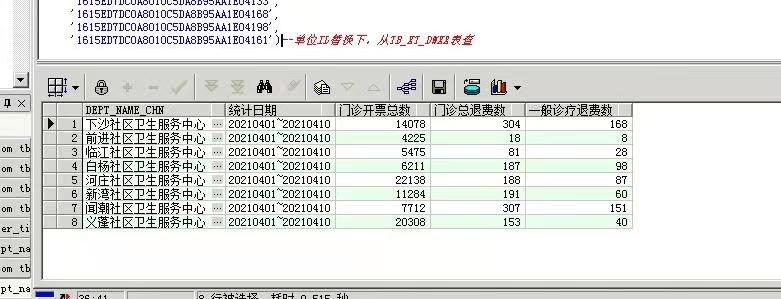 '1615ED7DC0A8010C5DA8B95AA1E04133',
'1615ED7DC0A8010C5DA8B95AA1E04168',
'1615ED7DC0A8010C5DA8B95AA1E04198',
'1615ED7DC0A8010C5DA8B95AA1E04161')--单位ID替换下，从TB_KT_DWKR表查
DEPT_NAME_CHN 统计日期 门诊开票总数 门诊总退费数 一般诊疗退费数
1 下沙社区卫生服务中心 ... 20210401~20210410 14078 304 168
2 前进社区卫生服务中心 ... 20210401~20210410 4225 18 8
3 临江社区卫生服务中心 ... 20210401~20210410 5475 81 28
4 白杨社区卫生服务中心 ... 20210401~20210410 6211 187 98
5 河庄社区卫生服务中心 ... 20210401~20210410 22138 188 87
6 新湾社区卫生服务中心 ... 20210401~20210410 11284 191 60
7 闻潮社区卫生服务中心 ... 20210401~20210410 7712 307 151
8 义蓬社区卫生服务中心 ... 20210401~20210410 20308 153 40
om tb
om tb
om tb
er_ti
pt_na
om tb
pt_na
36:41 8 行被选择，耗时 0.515 秒